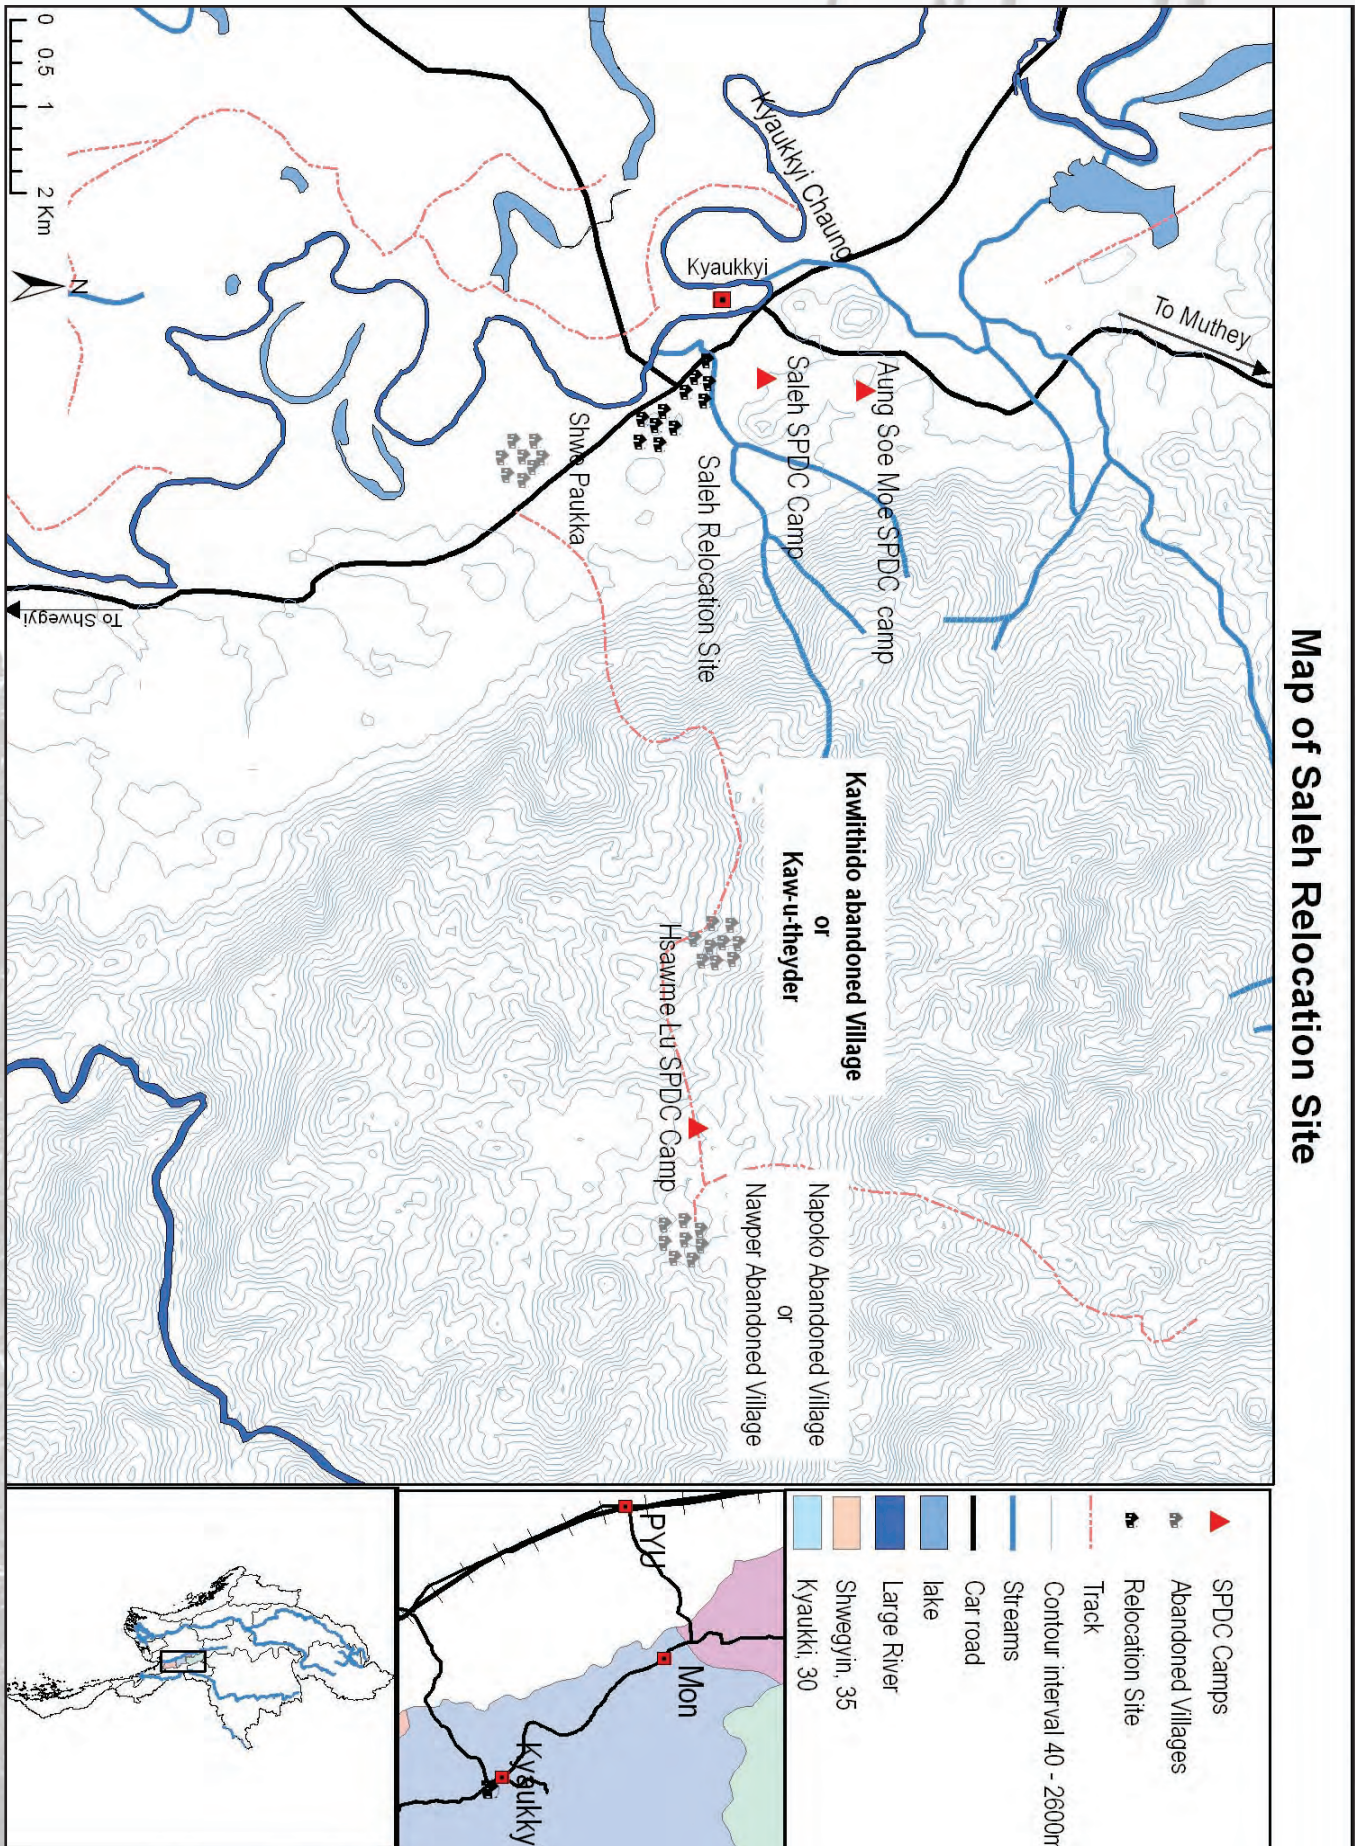 Map of Saleh Relocation Site
To Muthey
Kyaukkyi Chaung
Kyaukkyi
Aung Soe Moe SPDC camp
Saleh SPDC Camp
Saleh Relocation Site
Shwe Paukka
To Shwegyi
Kawlithido abandoned Village
or
Kaw-u-theyder
Hsawme Lu SPDC Camp
Napoko Abandoned Village
or
Nawper Abandoned Village
0 0.5 1 2 Km
N
SPDC Camps
Abandoned Villages
Relocation Site
Track
Contour interval 40 - 2600m
Streams
Car road
lake
Large River
Shwegyin, 35
Kyaukki, 30
PYU
Mon
Kyaukky